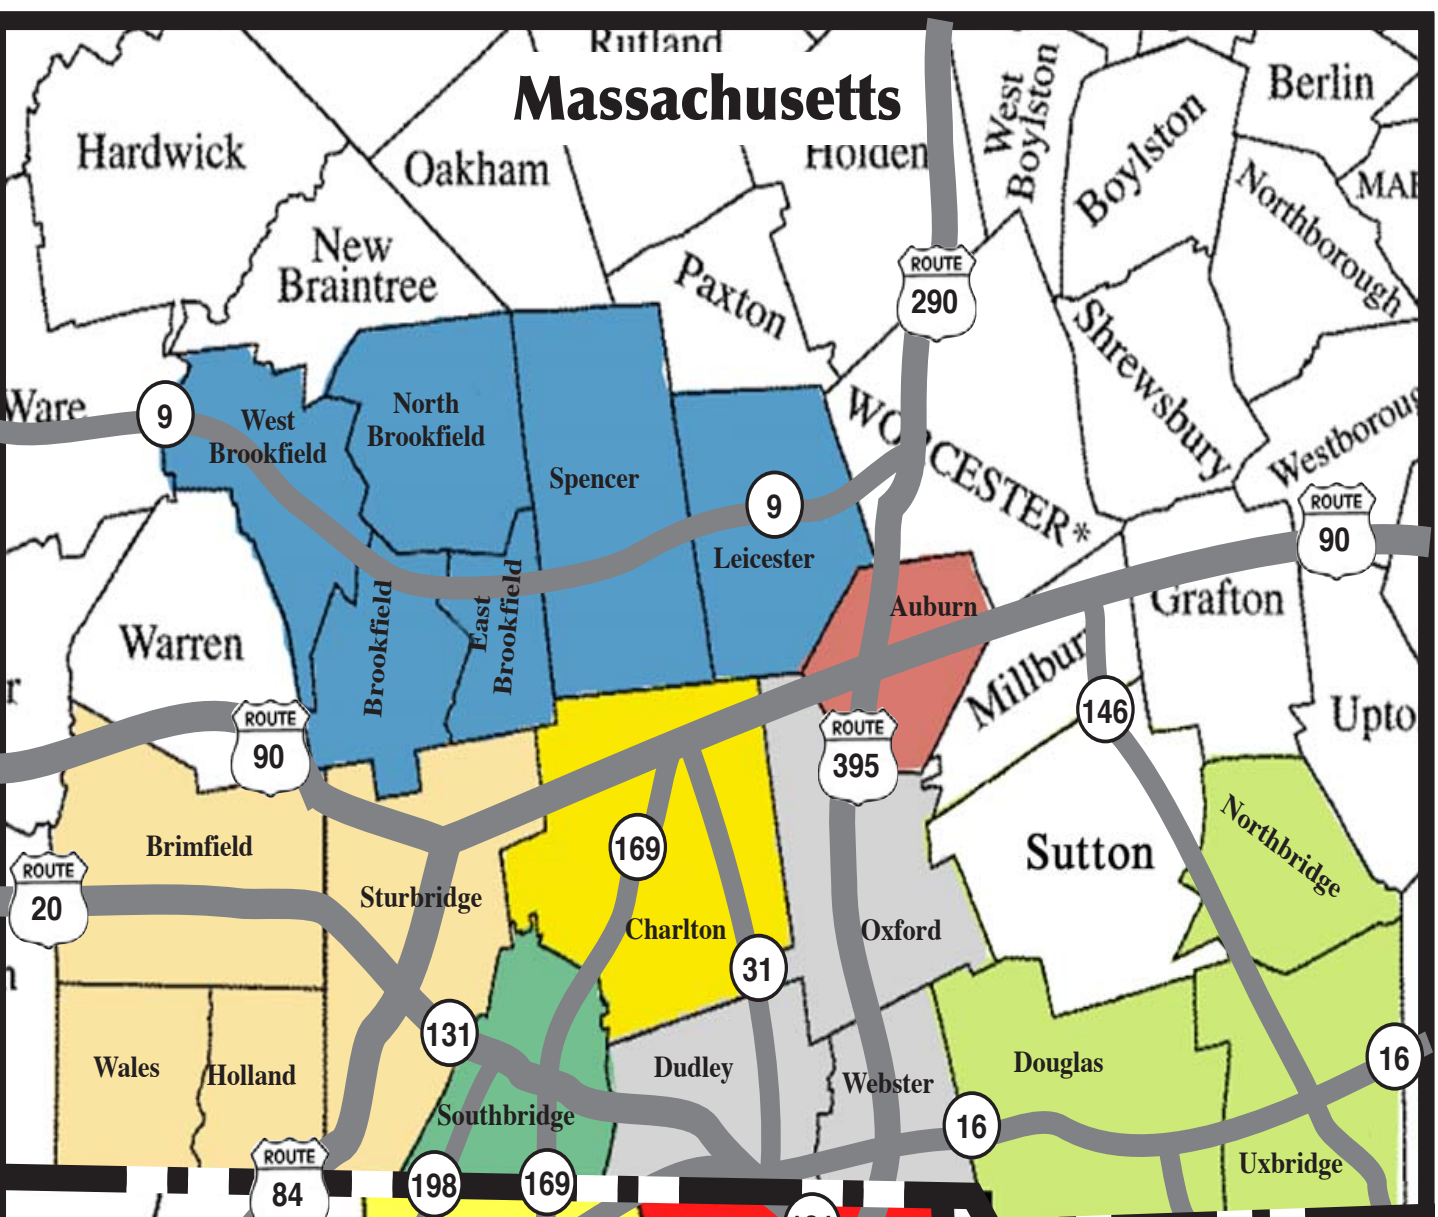 Rutland
Massachusetts
Holden
West
Boylston
Boylston
Berlin
Hardwick
Oakham
Northborough
New
Braintree
Paxton
ROUTE
290
Shrewsbury
Ware
9
West
Brookfield
North
Brookfield
Spencer
9
Leicester
WORCESTER*
Westboroug
ROUTE
90
Warren
Brookfield
East
Brookfield
Auburn
Grafton
Millbur
146
Upto
ROUTE
90
ROUTE
395
Brimfield
169
Sutton
Northbridge
ROUTE
20
Sturbridge
Charlton
31
Oxford
131
Wales
Holland
Dudley
Webster
Douglas
16
Southbridge
16
Uxbridge
ROUTE
84
198
169